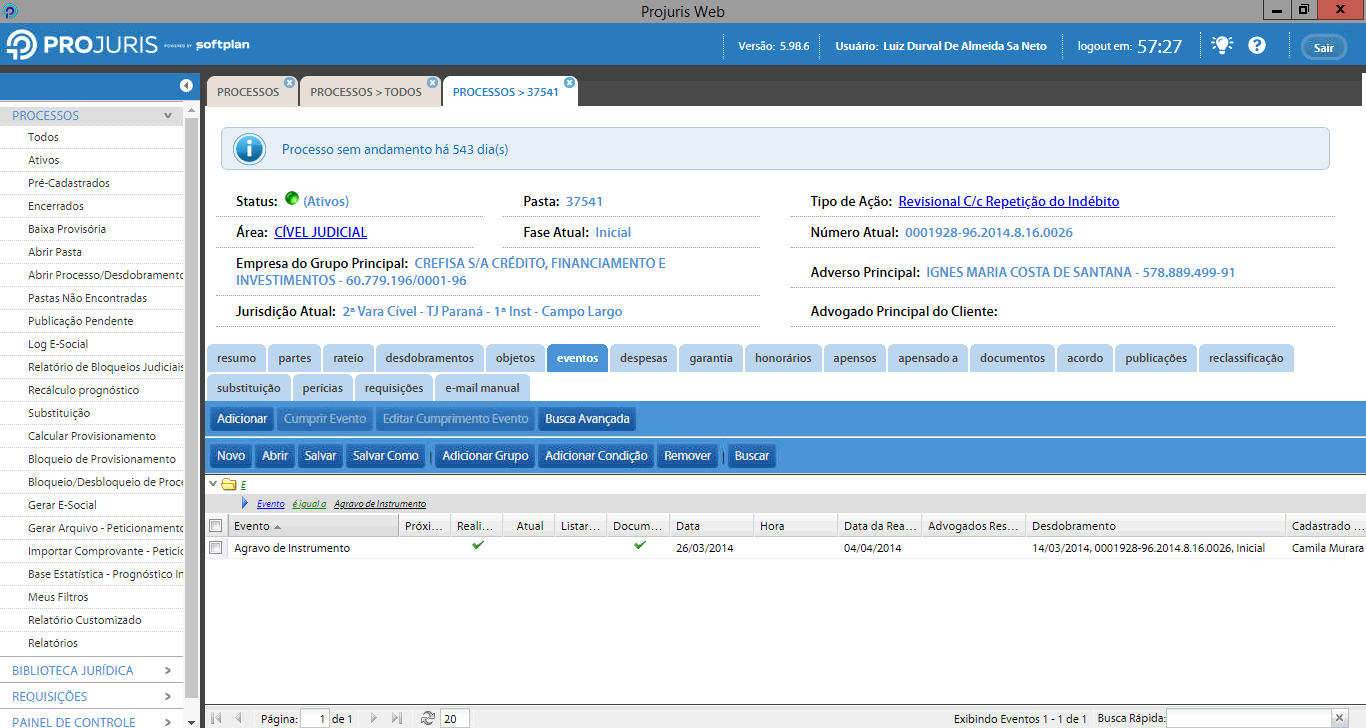 Projuris Web
PROJURIS POWERED BY softplan
Versão: 5.98.6
Usuário: Luiz Durval De Almeida Sa Neto
logout em: 57:27
Sair
PROCESSOS
PROCESSOS > TODOS
PROCESSOS > 37541
PROCESSOS
Todos
Ativos
Pré-Cadastrados
Encerrados
Baixa Provisória
Abrir Pasta
Abrir Processo/Desdobramento
Pastas Não Encontradas
Publicação Pendente
Log E-Social
Relatório de Bloqueios Judiciais
Recálculo prognóstico
Substituição
Calcular Provisionamento
Bloqueio de Provisionamento
Bloqueio/Desbloqueio de Proce
Gerar E-Social
Gerar Arquivo - Peticionamento
Importar Comprovante - Peticio
Base Estatística - Prognóstico In
Meus Filtros
Relatório Customizado
Relatórios
BIBLIOTECA JURÍDICA
REQUISIÇÕES
PAINEL DE CONTROLE
Processo sem andamento há 543 dia(s)
Status: (Ativos)
Pasta: 37541
Tipo de Ação: Revisional C/c Repetição do Indébito
Área: CÍVEL JUDICIAL
Fase Atual: Inicial
Número Atual: 0001928-96.2014.8.16.0026
Empresa do Grupo Principal: CREFISA S/A CRÉDITO, FINANCIAMENTO E
INVESTIMENTOS - 60.779.196/0001-96
Adverso Principal: IGNES MARIA COSTA DE SANTANA - 578.889.499-91
Jurisdição Atual: 2ª Vara Cível - TJ Paraná - 1ª Inst - Campo Largo
Advogado Principal do Cliente:
resumo partes rateio desdobramentos objetos eventos despesas garantia honorários apensos apensado a documentos acordo publicações reclassificação
substituição perícias requisições e-mail manual
Adicionar Cumprir Evento Editar Cumprimento Evento Busca Avançada
Novo Abrir Salvar Salvar Como | Adicionar Grupo Adicionar Condição Remover | Buscar
E
Evento é igual a Agravo de Instrumento
Evento Próxi... Reali... Atual Listar... Docum... Data Hora Data da Rea... Advogados Res... Desdobramento Cadastrado ...
Agravo de Instrumento 26/03/2014 04/04/2014 14/03/2014, 0001928-96.2014.8.16.0026, Inicial Camila Murara
Página: 1 de 1 20 Exibindo Eventos 1 - 1 de 1 Busca Rápida: